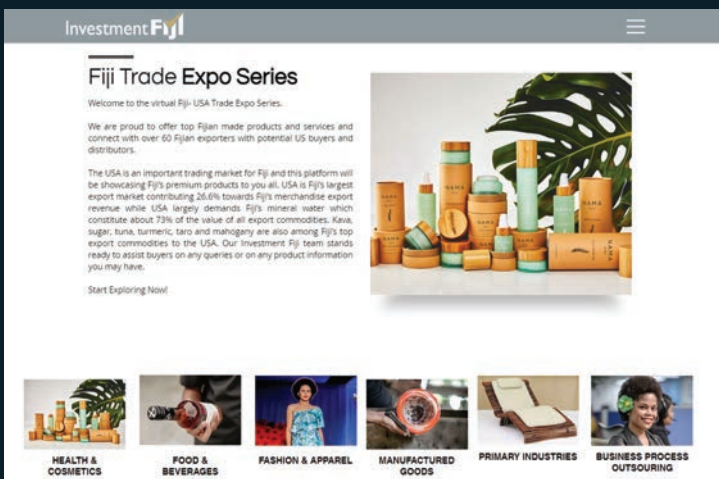 Investment FIJI
Fiji Trade Expo Series
Welcome to the virtual Fiji- USA Trade Expo Series.
We are proud to offer top Fijian made products and services and
connect with over 60 Fijian exporters with potential US buyers and
distributors.
The USA is an important trading market for Fiji and this platform will
be showcasing Fiji's premium products to you all. USA is Fiji's largest
export market contributing 26.6% towards Fiji's merchandise export
revenue while USA largely demands Fiji's mineral water which
constitute about 73% of the value of all export commodities. Kava,
sugar, tuna, turmeric, taro and mahogany are also among Fiji's top
export commodities to the USA. Our Investment Fiji team stands
ready to assist buyers on any queries or on any product information
you may have.
Start Exploring Now!
NAMA
NAMA
NAMA
HEALTH &
COSMETICS
FOOD &
BEVERAGES
FASHION & APPAREL
MANUFACTURED
GOODS
PRIMARY INDUSTRIES
BUSINESS PROCESS
OUTSOURING